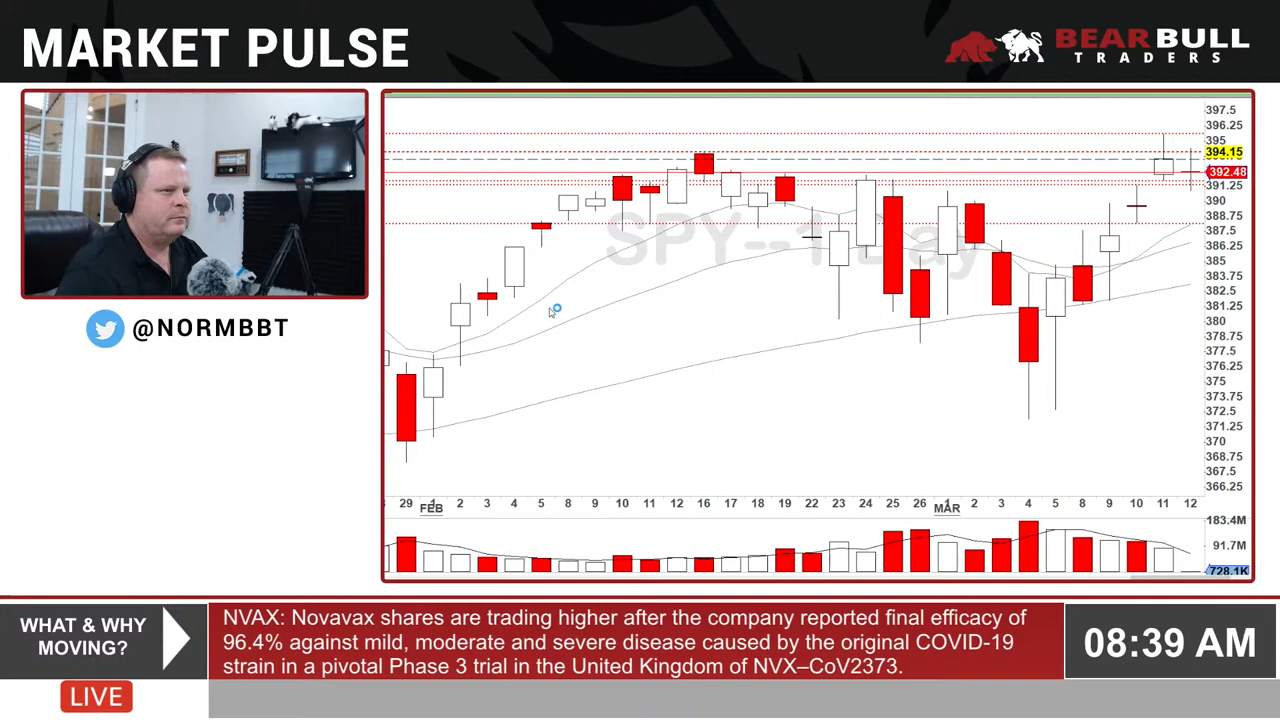 MARKET PULSE
BEAR BULL
TRADERS
@NORMBBT
SPY--1 Day
397.5
396.25
395
394.15
392.48
391.25
390
388.75
387.5
386.25
385
383.75
382.5
381.25
380
378.75
377.5
376.25
375
373.75
372.5
371.25
370
368.75
367.5
366.25
29 1 2 3 4 5 8 9 10 11 12 16 17 18 19 22 23 24 25 26 1 2 3 4 5 8 9 10 11 12
FEB MAR
183.4M
91.7M
728.1K
WHAT & WHY
MOVING?
NVAX: Novavax shares are trading higher after the company reported final efficacy of
96.4% against mild, moderate and severe disease caused by the original COVID-19
strain in a pivotal Phase 3 trial in the United Kingdom of NVX–CoV2373.
08:39 AM
LIVE